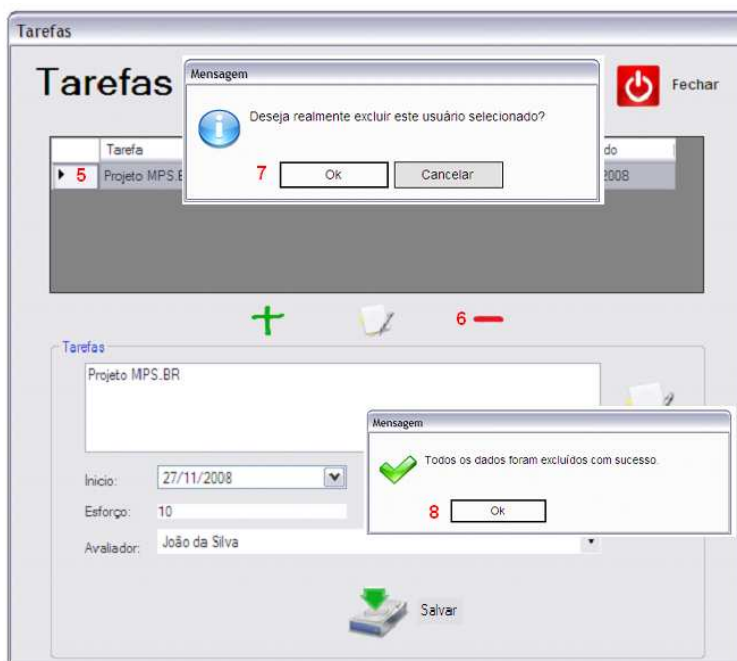 Tarefas
Tarefas
Mensagem
Deseja realmente excluir este usuário selecionado?
7 Ok Cancelar
Fechar
Tarefa
5 Projeto MPS.
2008
6
Tarefas
Projeto MPS.BR
Mensagem
Todos os dados foram excluídos com sucesso.
8 Ok
Inicio: 27/11/2008
Esforço: 10
Avaliador: João da Silva
Salvar